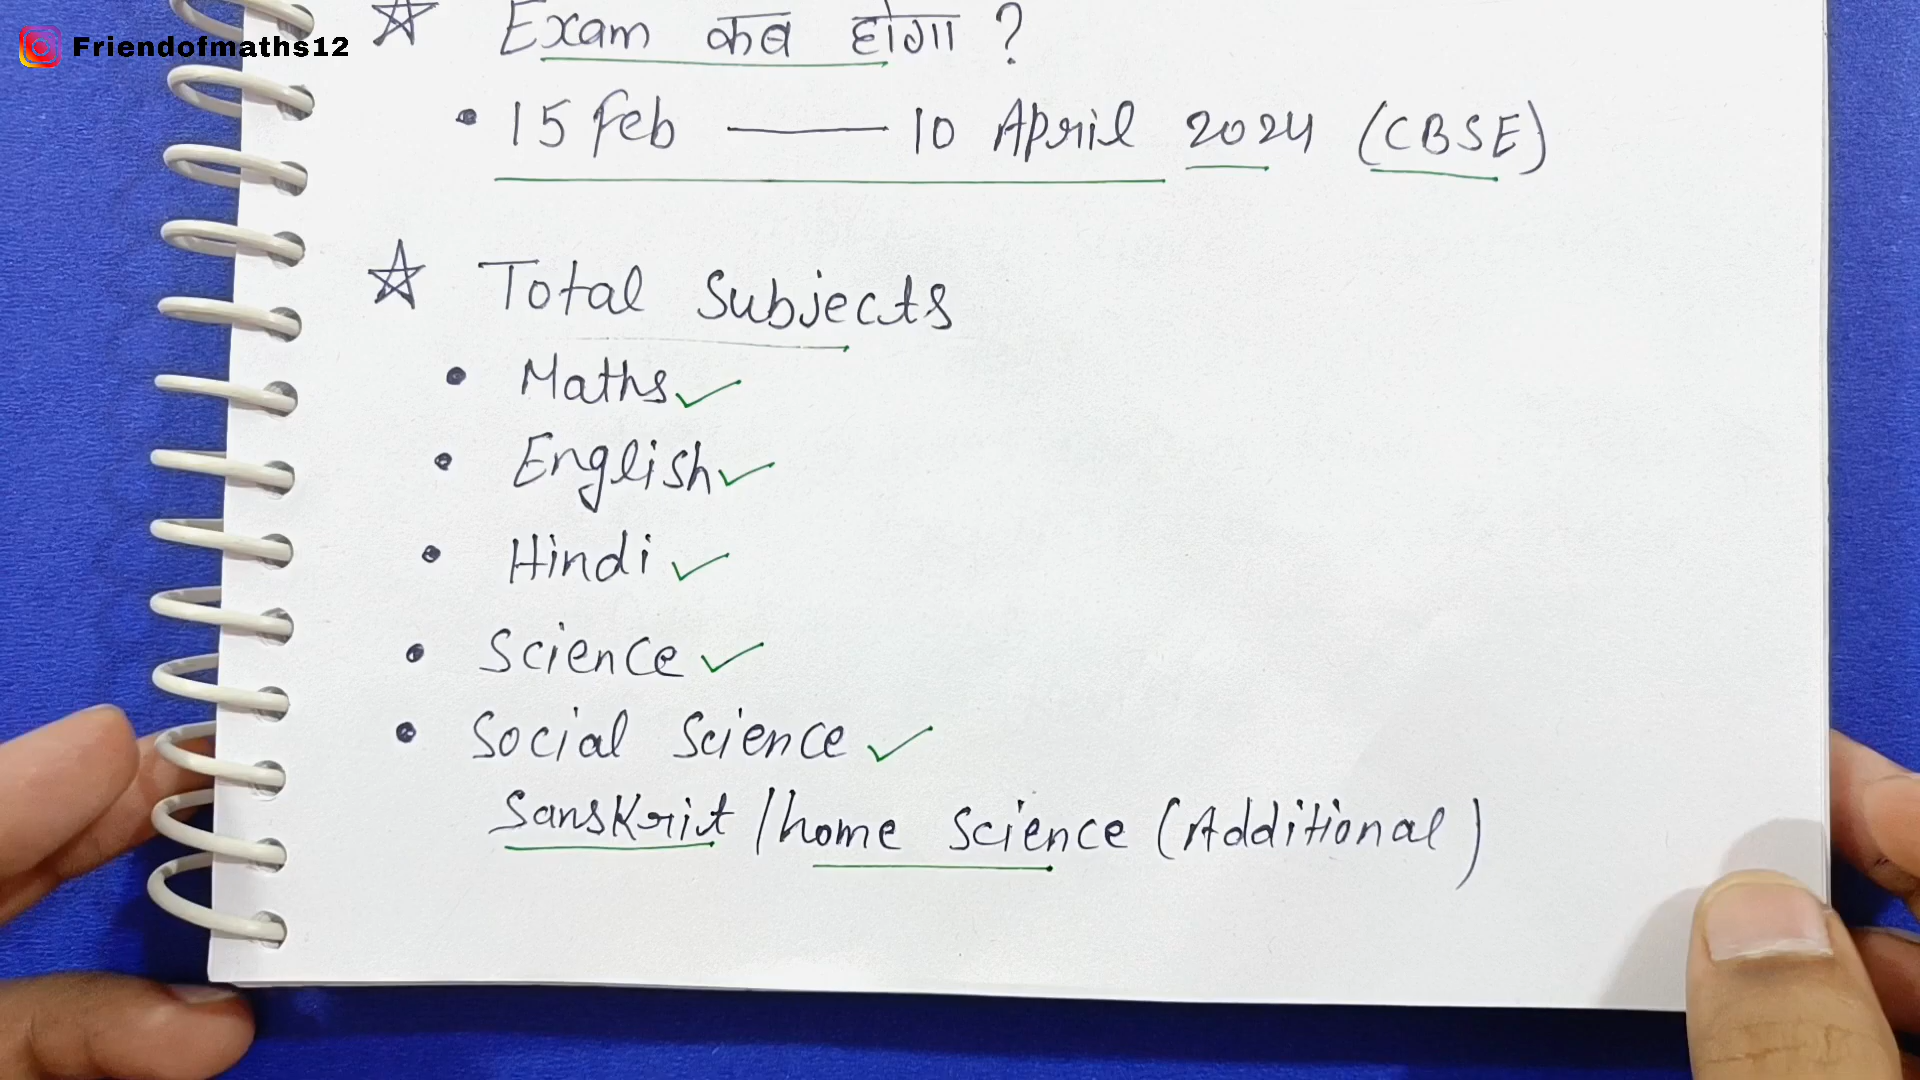 Friendofmaths12
Exam कब होगा ?
15 Feb — 10 April 2024 (CBSE)
Total Subjects
Maths
English
Hindi
Science
Social Science
Sanskrit / home Science (Additional)